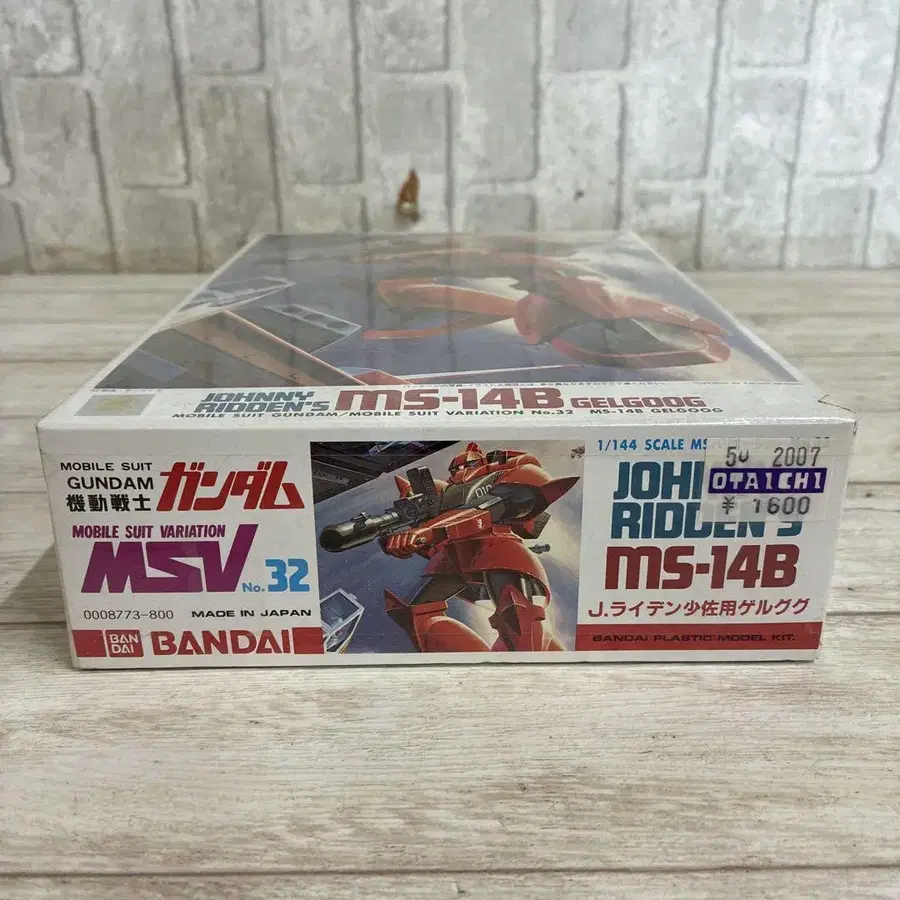 JOHNNY
RIDDEN'S MS-14B GELGOOG
MOBILE SUIT GUNDAM/MOBILE SUIT VARIATION No.32 MS-14B GELGOOG
MOBILE SUIT
GUNDAM
機動戦士 ガンダム
MOBILE SUIT VARIATION
MSV No.32
0008773-800 MADE IN JAPAN
BAN
DAI BANDAI
1/144 SCALE MS
JOH
RIDDEN'S
MS-14B
J.ライデン少佐用ゲルググ
BANDAI PLASTIC MODEL KIT.
2007
OTAICHI
¥ 1600